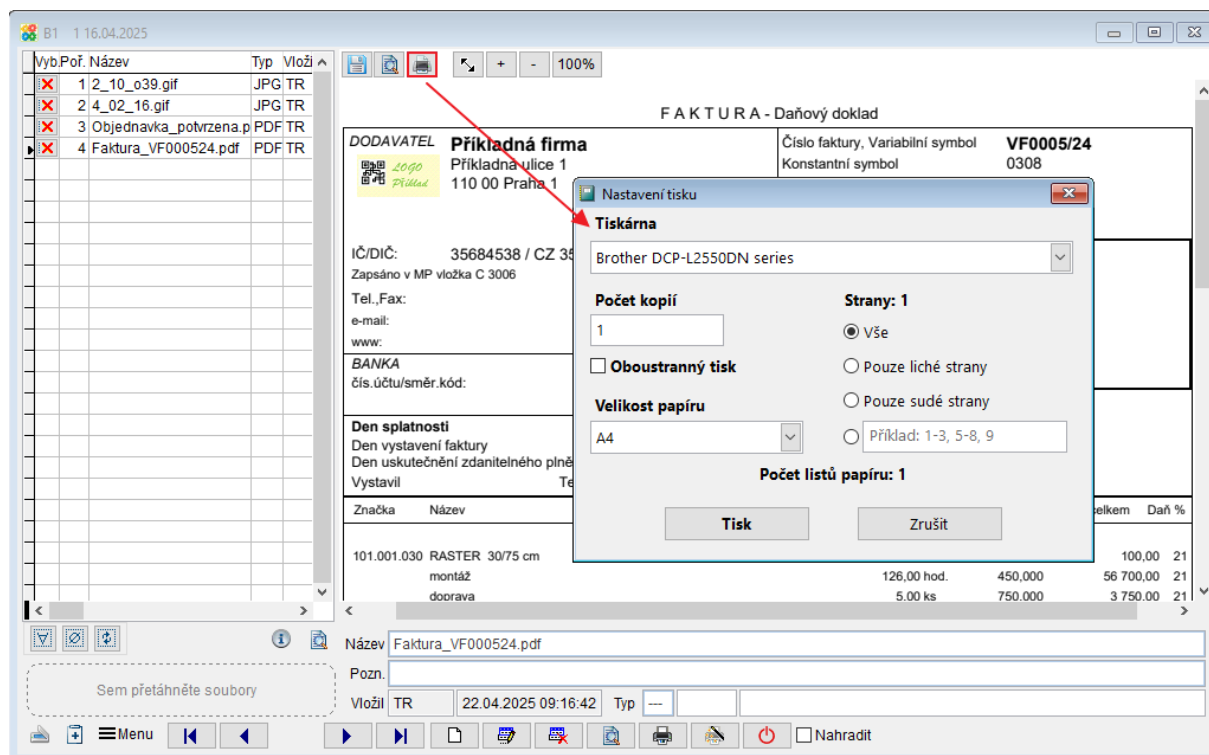 B1 1 16.04.2025
Vyb. Poř. Název Typ Vloži
1 2_10_o39.gif JPG TR
2 4_02_16.gif JPG TR
3 Objednavka_potvrzena.p PDF TR
4 Faktura_VF000524.pdf PDF TR
+ - 100%
F A K T U R A - Daňový doklad
DODAVATEL Příkladná firma
Číslo faktury, Variabilní symbol VF0005/24
LOGO Příkladná ulice 1
Konstantní symbol 0308
Příklad 110 00 Praha 1
IČ/DIČ: 35684538 / CZ 35
Zapsáno v MP vložka C 3006
Tel.,Fax:
e-mail:
www:
BANKA
čís.účtu/směr.kód:
Den splatnosti
Den vystavení faktury
Den uskutečnění zdanitelného plně
Vystavil Te
Značka Název elkem Daň %
101.001.030 RASTER 30/75 cm 100,00 21
montáž 126,00 hod. 450,000 56 700,00 21
doprava 5.00 ks 750.000 3 750.00 21
Nastavení tisku
Tiskárna
Brother DCP-L2550DN series
Počet kopií
1
Oboustranný tisk
Velikost papíru
A4
Strany: 1
Vše
Pouze liché strany
Pouze sudé strany
Příklad: 1-3, 5-8, 9
Počet listů papíru: 1
Tisk Zrušit
Sem přetáhněte soubory
Název Faktura_VF000524.pdf
Pozn.
Vložil TR 22.04.2025 09:16:42 Typ ---
Menu
Nahradit